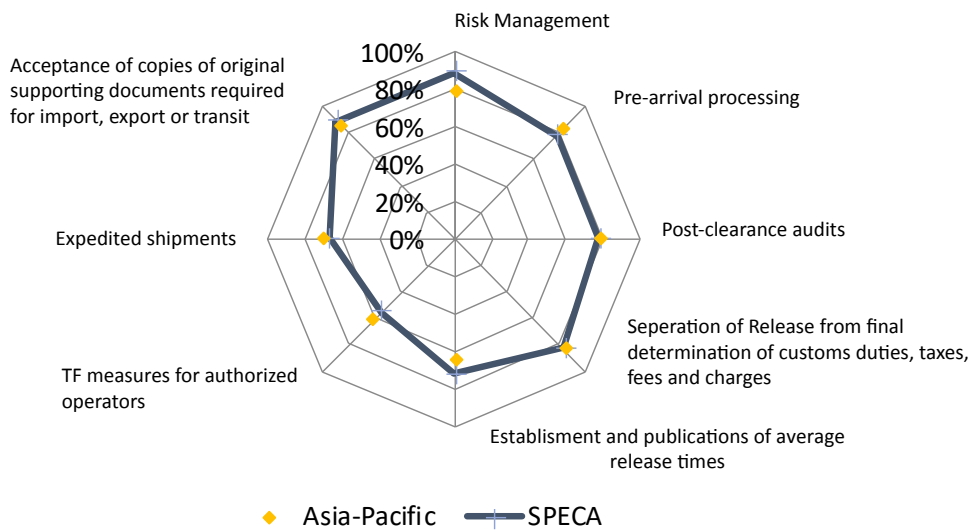 Risk Management
Acceptance of copies of original
supporting documents required
for import, export or transit
100%
80%
60%
40%
20%
0%
Pre-arrival processing
Expedited shipments
Post-clearance audits
Seperation of Release from final
determination of customs duties, taxes,
fees and charges
TF measures for authorized
operators
Establisment and publications of average
release times
Asia-Pacific
SPECA